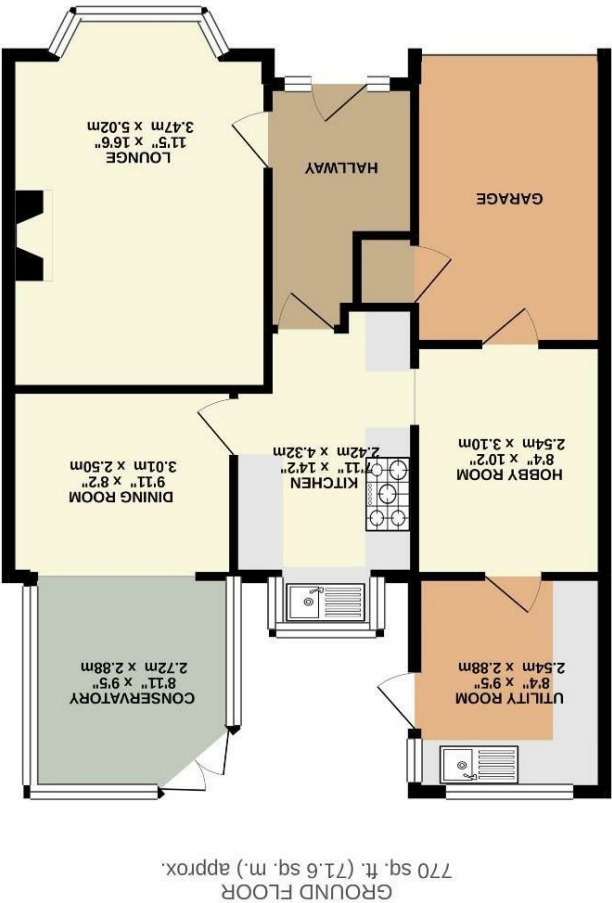 GROUND FLOOR
770 sq. ft. (71.6 sq. m.) approx.
UTILITY ROOM
8'4" x 9'5"
2.54m x 2.88m
CONSERVATORY
8'11" x 9'5"
2.72m x 2.88m
HOBBY ROOM
8'4" x 10'2"
2.54m x 3.10m
KITCHEN
7'11" x 14'2"
2.42m x 4.32m
DINING ROOM
9'11" x 8'2"
3.01m x 2.50m
GARAGE
HALLWAY
LOUNGE
11'5" x 16'6"
3.47m x 5.02m